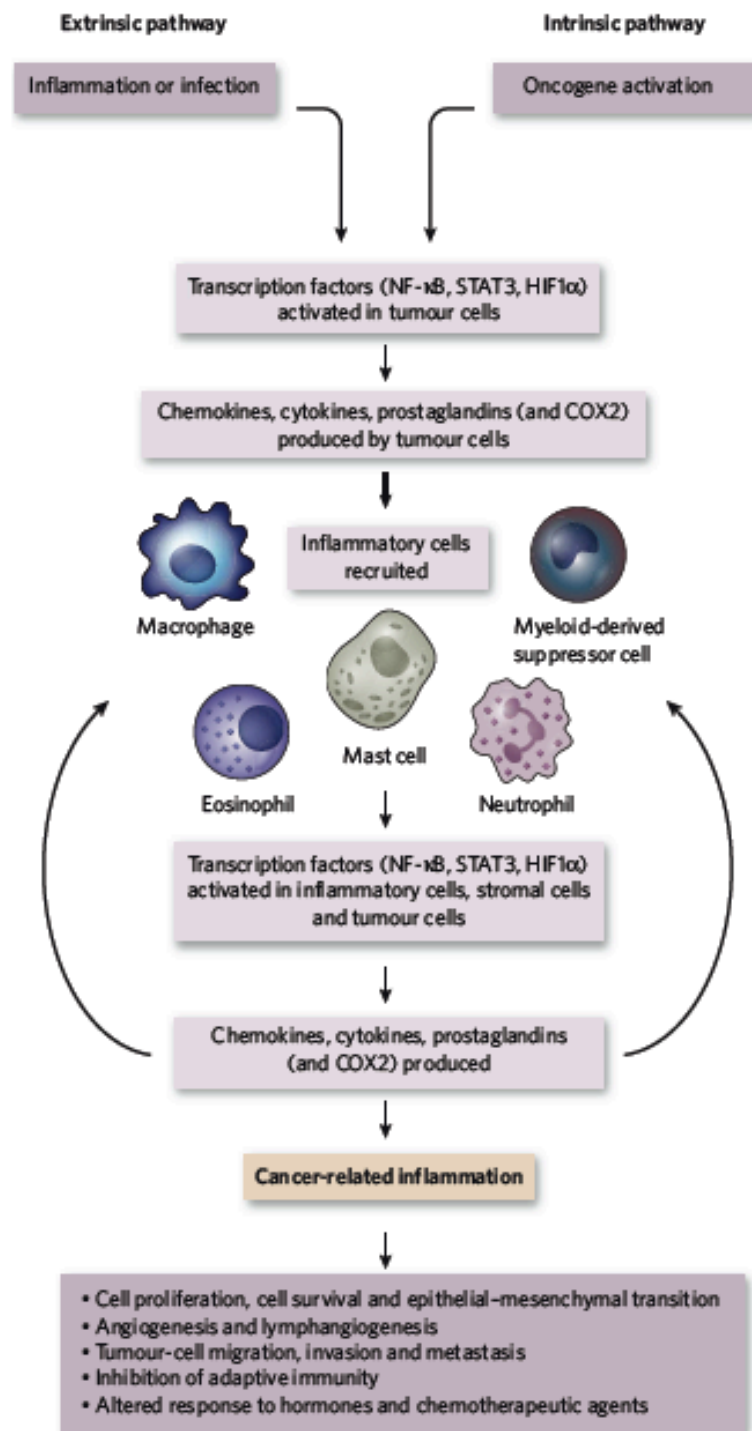 Extrinsic pathway
Intrinsic pathway
Inflammation or infection
Oncogene activation
Transcription factors (NF-κB, STAT3, HIF1α)
activated in tumour cells
Chemokines, cytokines, prostaglandins (and COX2)
produced by tumour cells
Inflammatory cells
recruited
Macrophage
Myeloid-derived
suppressor cell
Mast cell
Eosinophil
Neutrophil
Transcription factors (NF-κB, STAT3, HIF1α)
activated in inflammatory cells, stromal cells
and tumour cells
Chemokines, cytokines, prostaglandins
(and COX2) produced
Cancer-related inflammation
• Cell proliferation, cell survival and epithelial–mesenchymal transition
• Angiogenesis and lymphangiogenesis
• Tumour-cell migration, invasion and metastasis
• Inhibition of adaptive immunity
• Altered response to hormones and chemotherapeutic agents